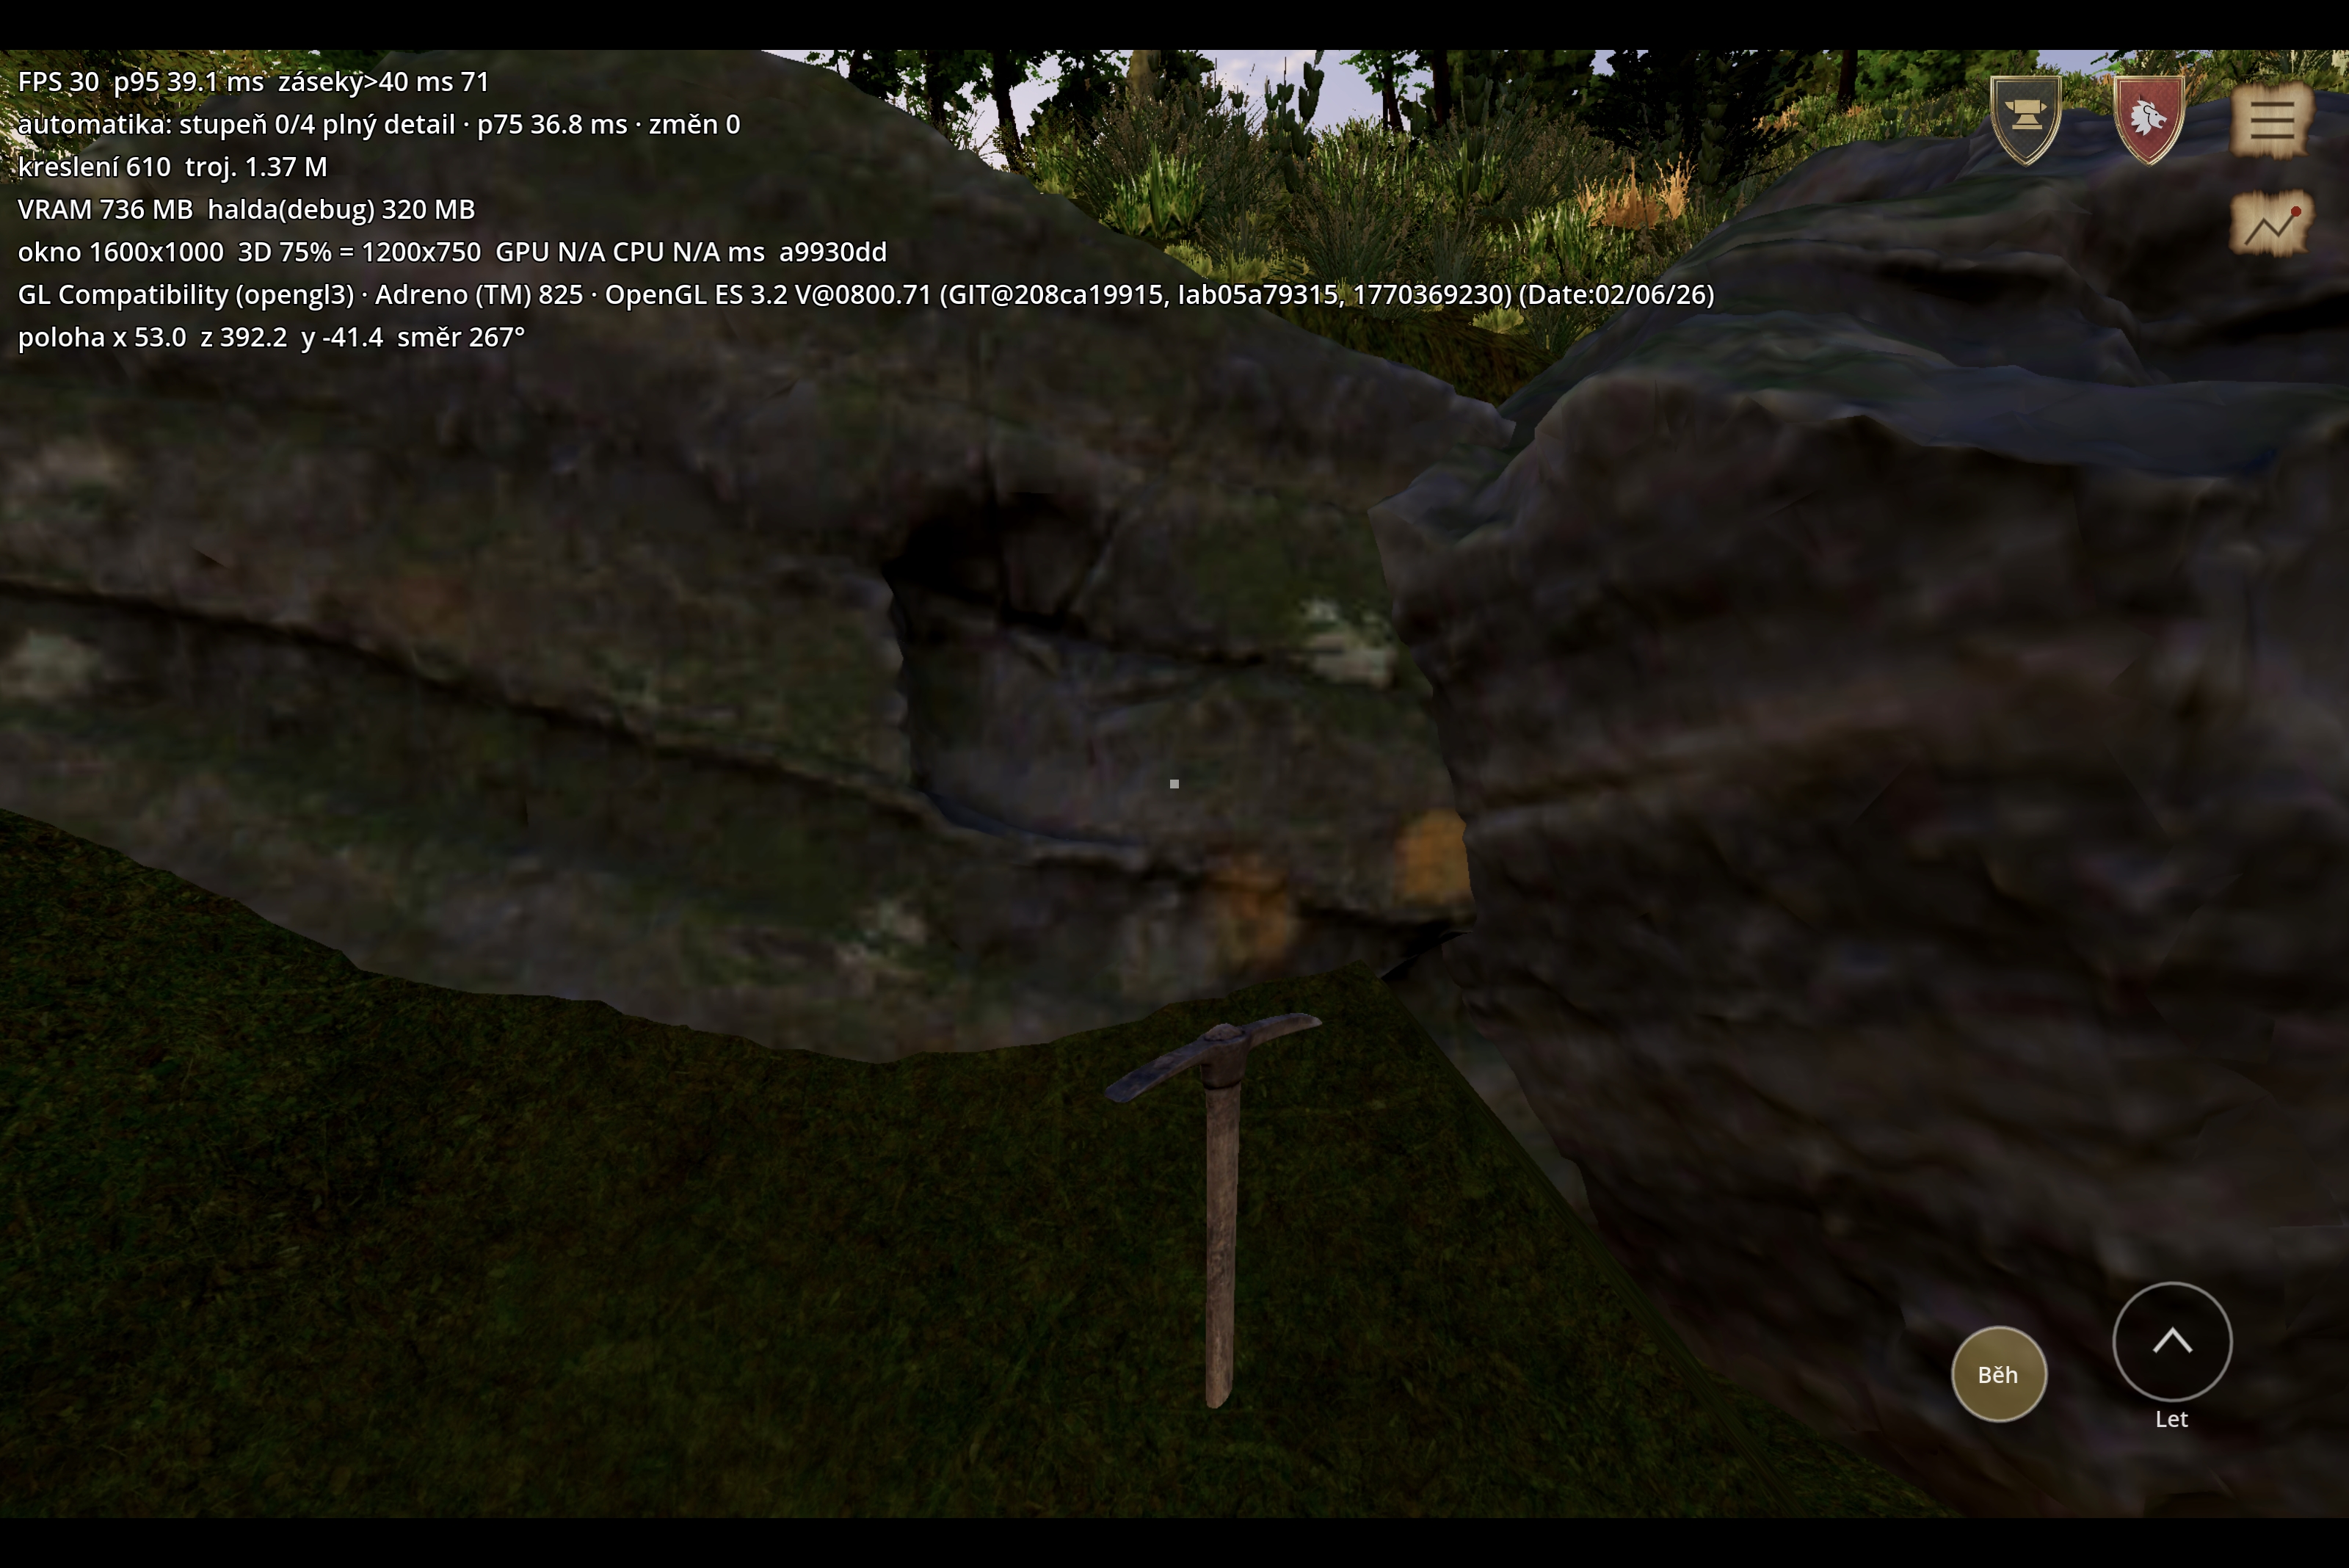 FPS 30  p95 39.1 ms  záseky>40 ms 71
automatika: stupeň 0/4 plný detail · p75 36.8 ms · změn 0
kreslení 610  troj. 1.37 M
VRAM 736 MB  halda(debug) 320 MB
okno 1600x1000  3D 75% = 1200x750  GPU N/A CPU N/A ms  a9930dd
GL Compatibility (opengl3) · Adreno (TM) 825 · OpenGL ES 3.2 V@0800.71 (GIT@208ca19915, Iab05a79315, 1770369230) (Date:02/06/26)
poloha x 53.0  z 392.2  y -41.4  směr 267°
Běh
Let